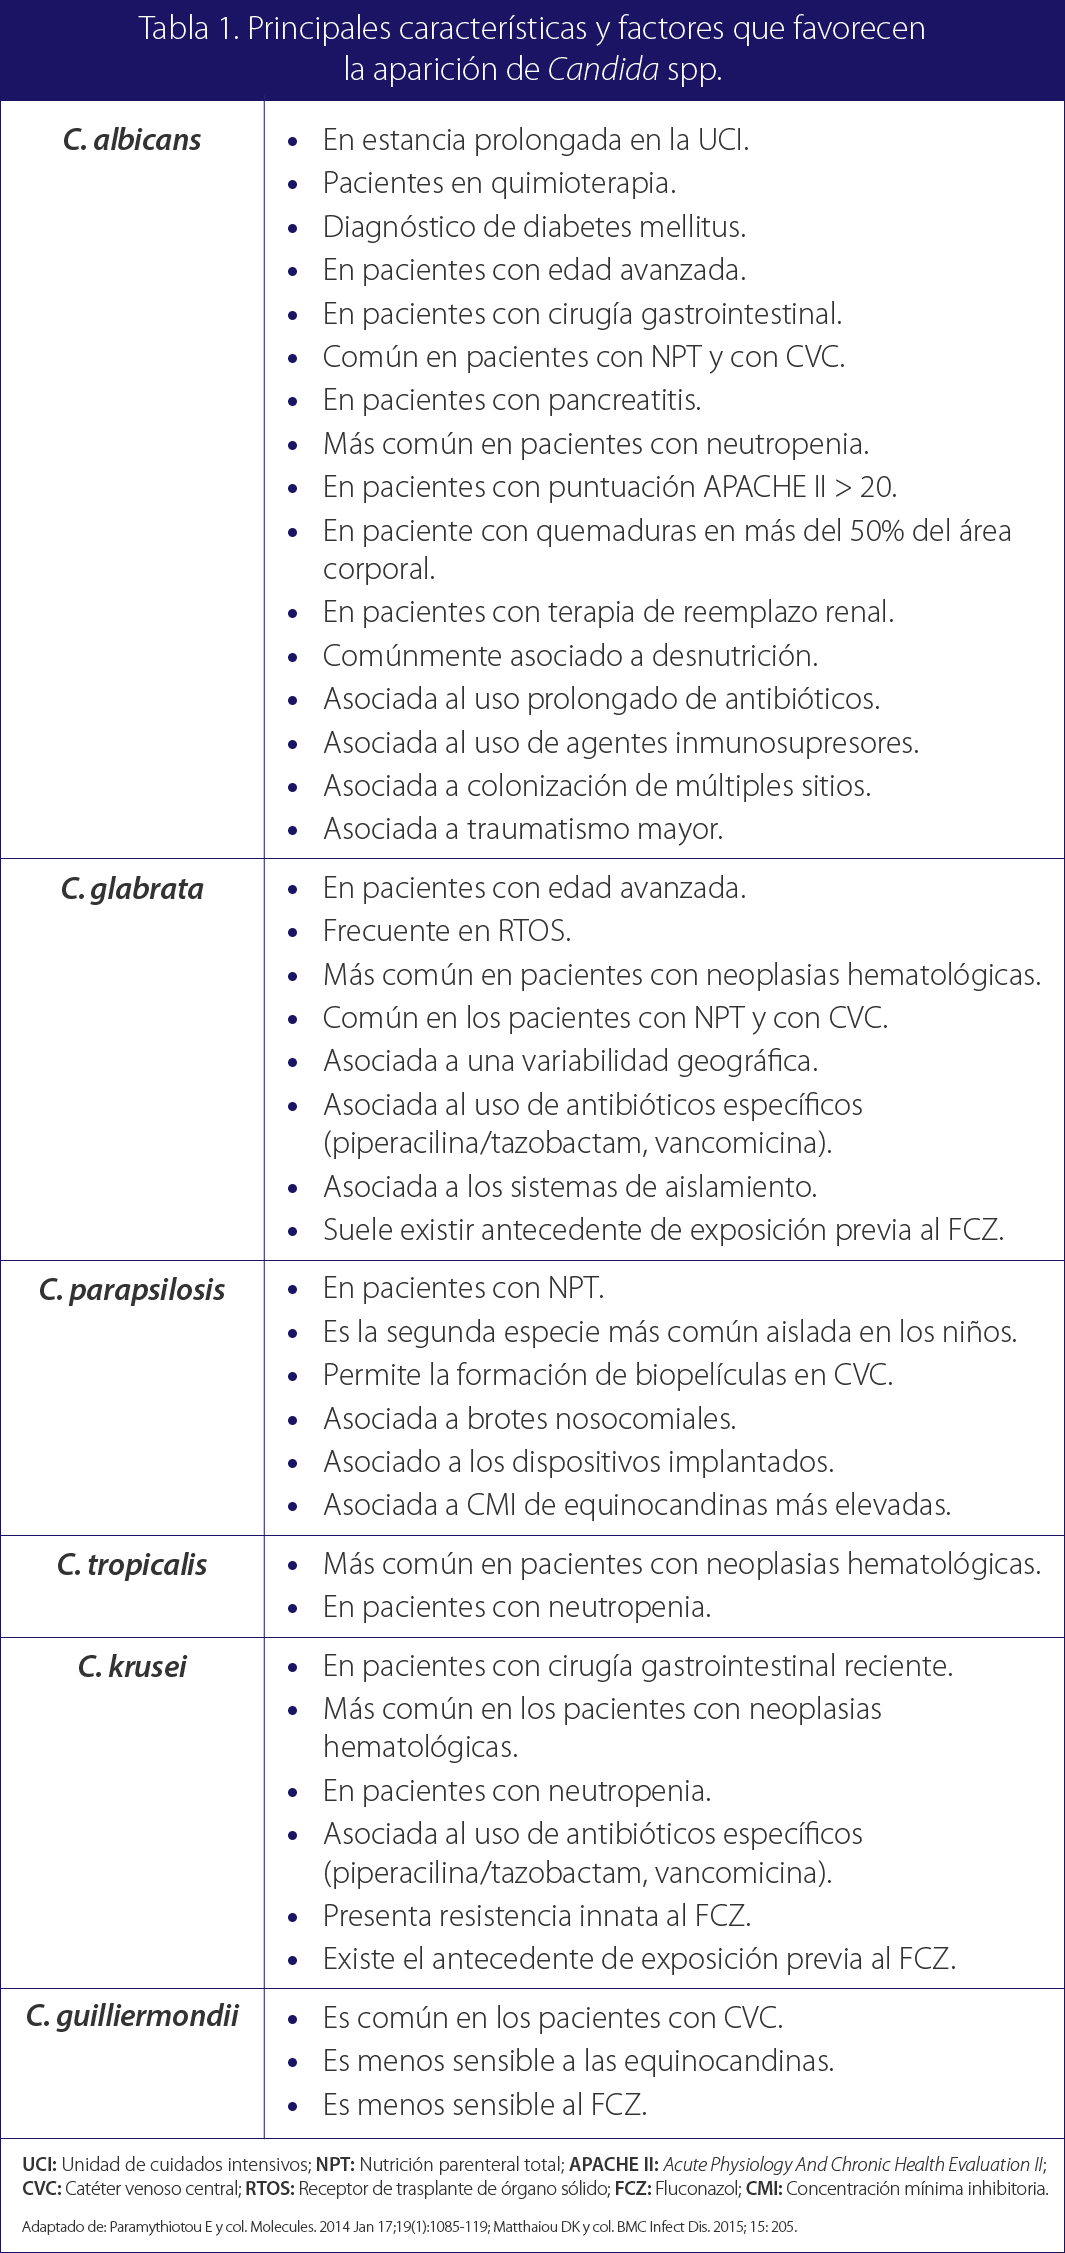 Tabla 1. Principales características y factores que favorecen
la aparición de Candida spp.
C. albicans
• En estancia prolongada en la UCI.
• Pacientes en quimioterapia.
• Diagnóstico de diabetes mellitus.
• En pacientes con edad avanzada.
• En pacientes con cirugía gastrointestinal.
• Común en pacientes con NPT y con CVC.
• En pacientes con pancreatitis.
• Más común en pacientes con neutropenia.
• En pacientes con puntuación APACHE II > 20.
• En paciente con quemaduras en más del 50% del área
corporal.
• En pacientes con terapia de reemplazo renal.
• Comúnmente asociado a desnutrición.
• Asociada al uso prolongado de antibióticos.
• Asociada al uso de agentes inmunosupresores.
• Asociada a colonización de múltiples sitios.
• Asociada a traumatismo mayor.
C. glabrata
• En pacientes con edad avanzada.
• Frecuente en RTOS.
• Más común en pacientes con neoplasias hematológicas.
• Común en los pacientes con NPT y con CVC.
• Asociada a una variabilidad geográfica.
• Asociada al uso de antibióticos específicos
(piperacilina/tazobactam, vancomicina).
• Asociada a los sistemas de aislamiento.
• Suele existir antecedente de exposición previa al FCZ.
C. parapsilosis
• En pacientes con NPT.
• Es la segunda especie más común aislada en los niños.
• Permite la formación de biopelículas en CVC.
• Asociada a brotes nosocomiales.
• Asociado a los dispositivos implantados.
• Asociada a CMI de equinocandinas más elevadas.
C. tropicalis
• Más común en pacientes con neoplasias hematológicas.
• En pacientes con neutropenia.
C. krusei
• En pacientes con cirugía gastrointestinal reciente.
• Más común en los pacientes con neoplasias
hematológicas.
• En pacientes con neutropenia.
• Asociada al uso de antibióticos específicos
(piperacilina/tazobactam, vancomicina).
• Presenta resistencia innata al FCZ.
• Existe el antecedente de exposición previa al FCZ.
C. guilliermondii
• Es común en los pacientes con CVC.
• Es menos sensible a las equinocandinas.
• Es menos sensible al FCZ.
UCI: Unidad de cuidados intensivos; NPT: Nutrición parenteral total; APACHE II: Acute Physiology And Chronic Health Evaluation II;
CVC: Catéter venoso central; RTOS: Receptor de trasplante de órgano sólido; FCZ: Fluconazol; CMI: Concentración mínima inhibitoria.
Adaptado de: Paramythiotou E y col. Molecules. 2014 Jan 17;19(1):1085-119; Matthaiou DK y col. BMC Infect Dis. 2015; 15: 205.